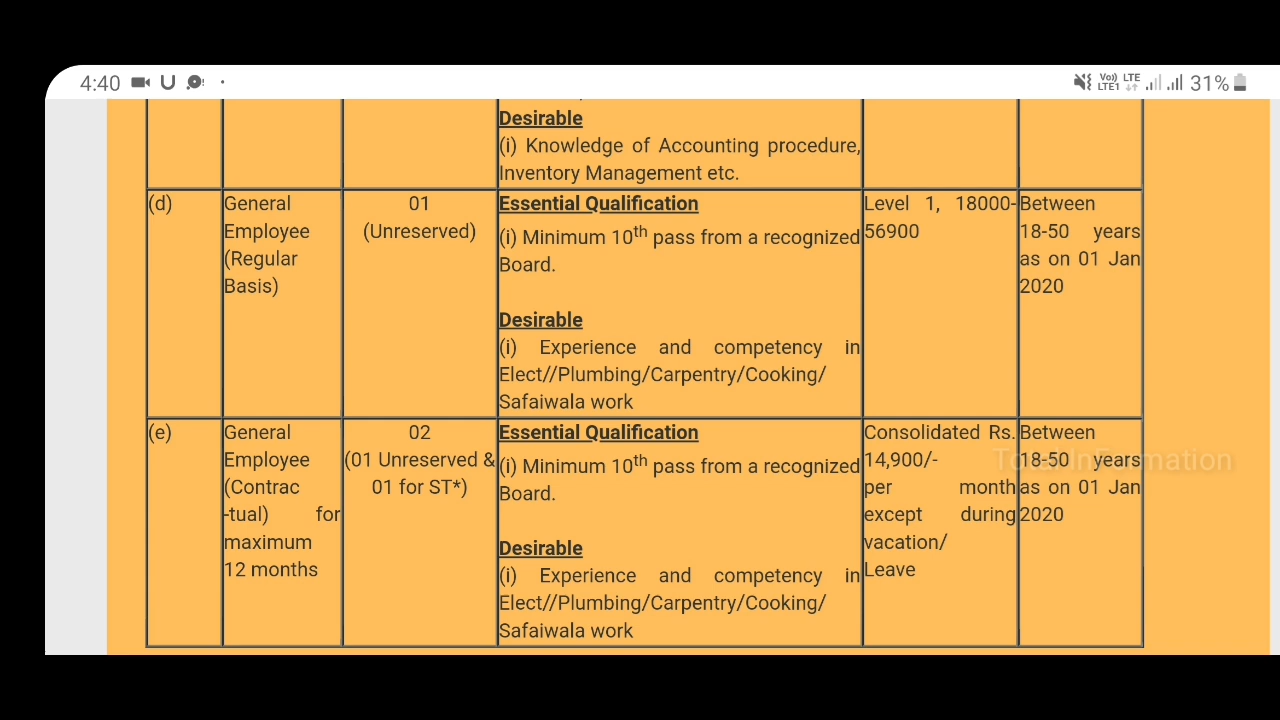 4:40
Vo)) LTE
LTE1
31%
Desirable
(i) Knowledge of Accounting procedure,
Inventory Management etc.
(d)
General
Employee
(Regular
Basis)
01
(Unreserved)
Essential Qualification
(i) Minimum 10th pass from a recognized
Board.
Desirable
(i) Experience and competency in
Elect//Plumbing/Carpentry/Cooking/
Safaiwala work
Level 1, 18000-
56900
Between
18-50 years
as on 01 Jan
2020
(e)
General
Employee
(Contrac
-tual) for
maximum
12 months
02
(01 Unreserved &
01 for ST*)
Essential Qualification
(i) Minimum 10th pass from a recognized
Board.
Desirable
(i) Experience and competency in
Elect//Plumbing/Carpentry/Cooking/
Safaiwala work
Consolidated Rs.
14,900/-
per month
except during
vacation/
Leave
Between
18-50 years
as on 01 Jan
2020
Total InFormation